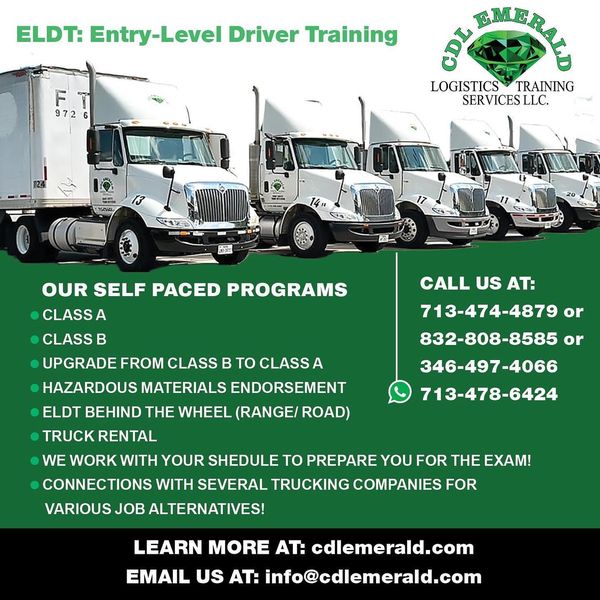 ELDT: Entry-Level Driver Training
CDL EMERALD
LOGISTICS TRAINING
SERVICES LLC.
F T
972 6
124
13
14
17
11
20
OUR SELF PACED PROGRAMS
CLASS A
CLASS B
UPGRADE FROM CLASS B TO CLASS A
HAZARDOUS MATERIALS ENDORSEMENT
ELDT BEHIND THE WHEEL (RANGE/ ROAD)
TRUCK RENTAL
WE WORK WITH YOUR SHEDULE TO PREPARE YOU FOR THE EXAM!
CONNECTIONS WITH SEVERAL TRUCKING COMPANIES FOR
VARIOUS JOB ALTERNATIVES!
CALL US AT:
713-474-4879 or
832-808-8585 or
346-497-4066
713-478-6424
LEARN MORE AT: cdlemerald.com
EMAIL US AT: info@cdlemerald.com